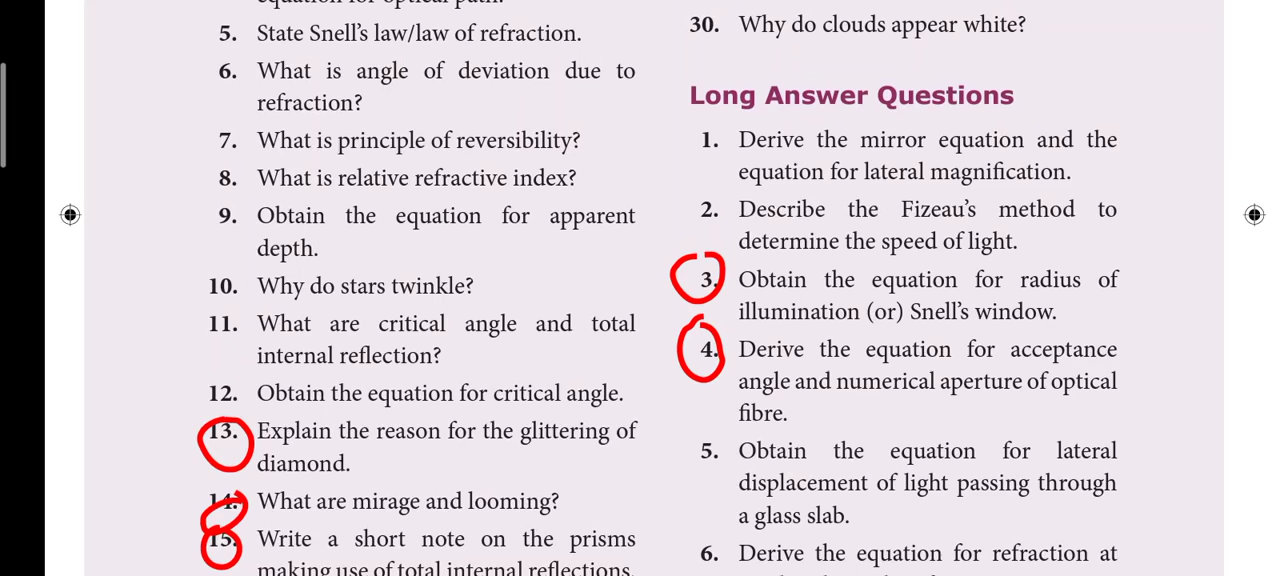 5. State Snell's law/law of refraction.
6. What is angle of deviation due to
refraction?
7. What is principle of reversibility?
8. What is relative refractive index?
9. Obtain the equation for apparent
depth.
10. Why do stars twinkle?
11. What are critical angle and total
internal reflection?
12. Obtain the equation for critical angle.
13. Explain the reason for the glittering of
diamond.
14. What are mirage and looming?
15. Write a short note on the prisms
making use of total internal reflections.
30. Why do clouds appear white?
Long Answer Questions
1. Derive the mirror equation and the
equation for lateral magnification.
2. Describe the Fizeau's method to
determine the speed of light.
3. Obtain the equation for radius of
illumination (or) Snell's window.
4. Derive the equation for acceptance
angle and numerical aperture of optical
fibre.
5. Obtain the equation for lateral
displacement of light passing through
a glass slab.
6. Derive the equation for refraction at